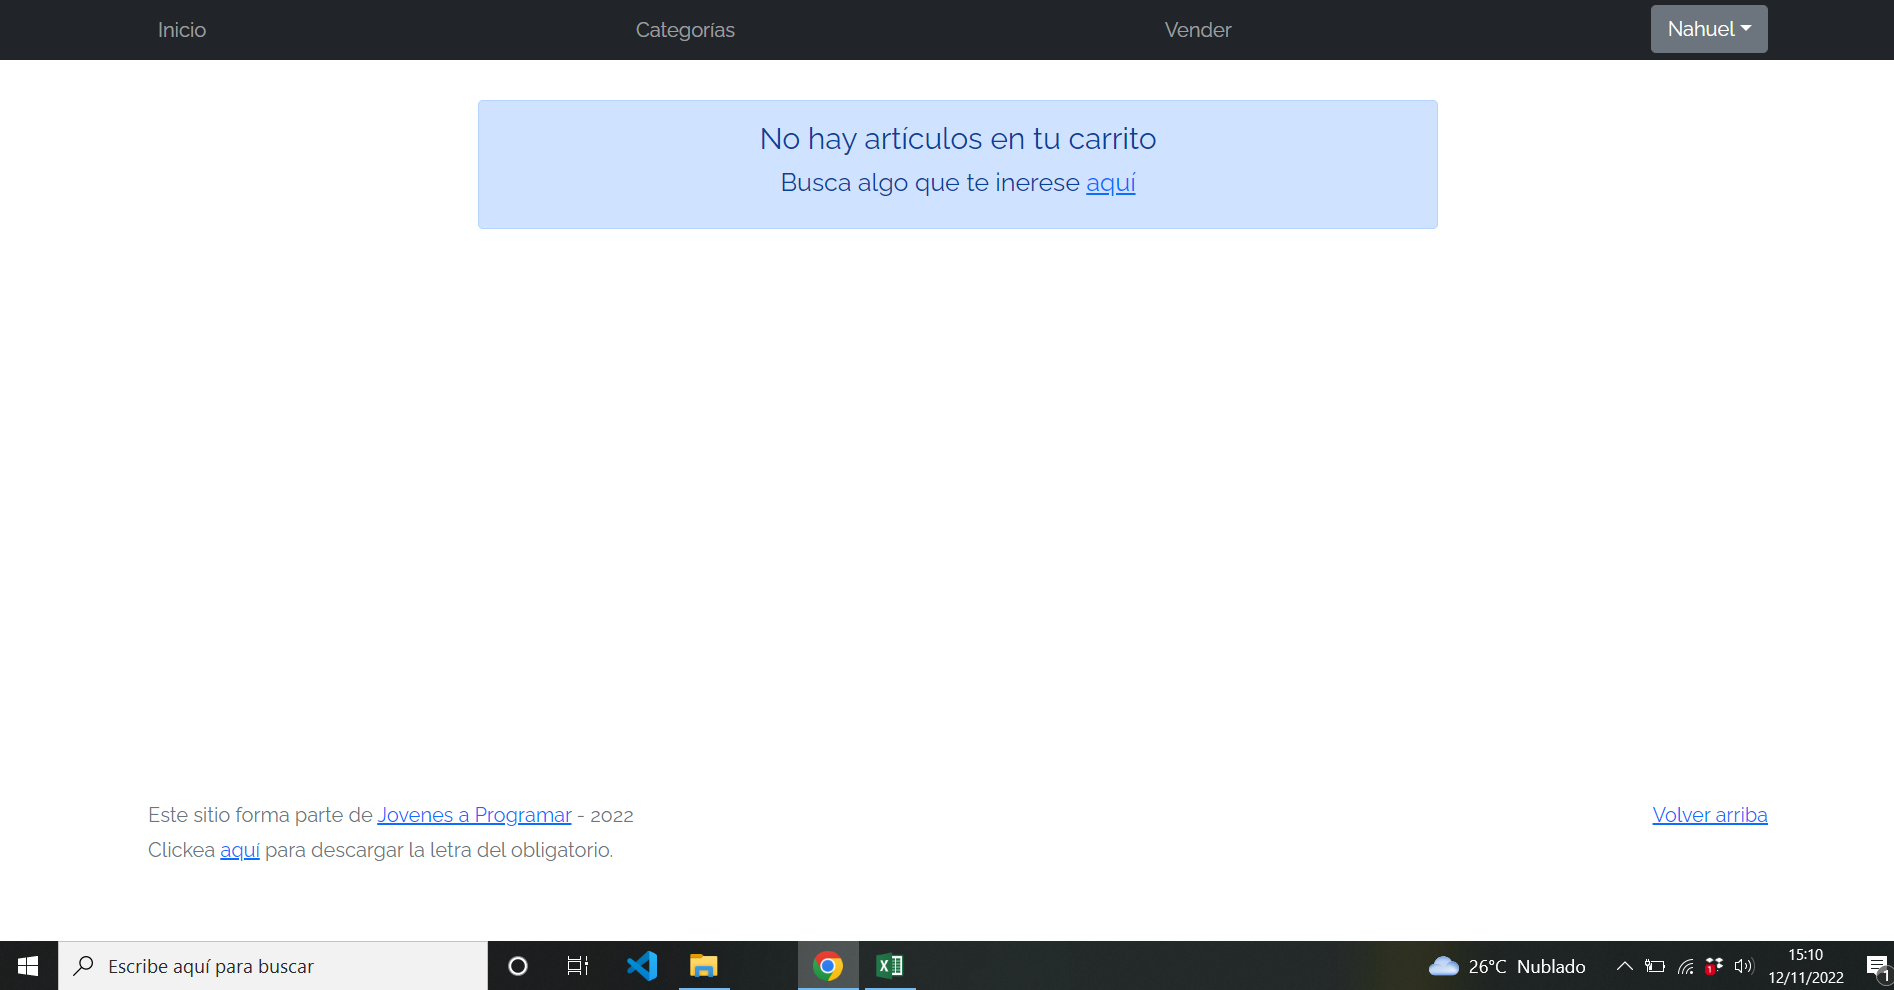 Inicio Categorías Vender Nahuel
No hay artículos en tu carrito
Busca algo que te inerese aquí
Este sitio forma parte de Jovenes a Programar - 2022 Volver arriba
Clickea aquí para descargar la letra del obligatorio.
Escribe aquí para buscar 26°C Nublado 15:10
12/11/2022
1